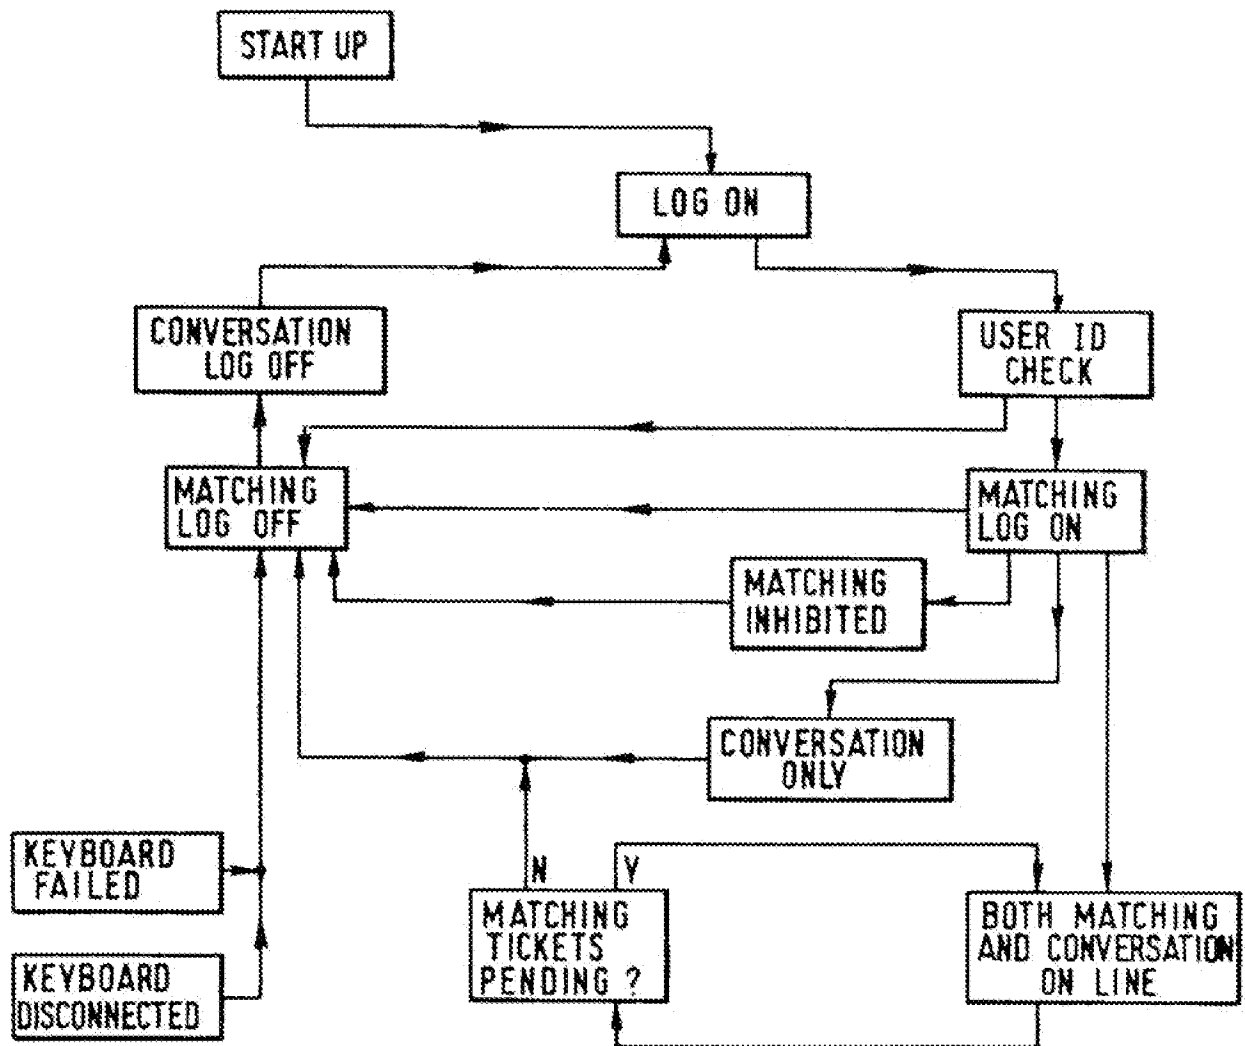 START UP
LOG ON
CONVERSATION
LOG OFF
USER ID
CHECK
MATCHING
LOG OFF
MATCHING
LOG ON
MATCHING
INHIBITED
CONVERSATION
ONLY
KEYBOARD
FAILED
N
Y
MATCHING
TICKETS
PENDING ?
BOTH MATCHING
AND CONVERSATION
ON LINE
KEYBOARD
DISCONNECTED